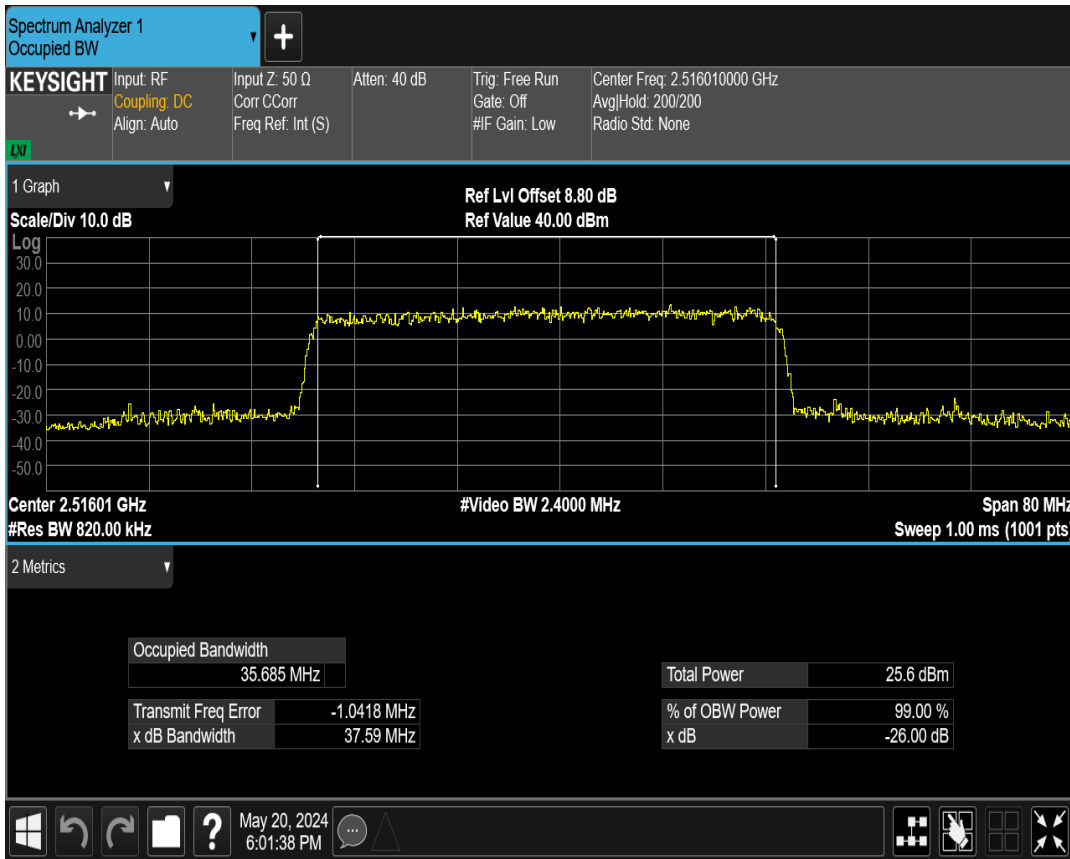 Spectrum Analyzer 1
Occupied BW
+
KEYSIGHT
LXI
Input: RF
Coupling: DC
Align: Auto
Input Z: 50 Ω
Corr CCorr
Freq Ref: Int (S)
Atten: 40 dB
Trig: Free Run
Gate: Off
#IF Gain: Low
Center Freq: 2.516010000 GHz
Avg|Hold: 200/200
Radio Std: None
1 Graph
Scale/Div 10.0 dB
Ref Lvl Offset 8.80 dB
Ref Value 40.00 dBm
Log
30.0
20.0
10.0
0.00
-10.0
-20.0
-30.0
-40.0
-50.0
Center 2.51601 GHz
#Res BW 820.00 kHz
#Video BW 2.4000 MHz
Span 80 MHz
Sweep 1.00 ms (1001 pts)
2 Metrics
Occupied Bandwidth
35.685 MHz
Transmit Freq Error -1.0418 MHz
x dB Bandwidth 37.59 MHz
Total Power 25.6 dBm
% of OBW Power 99.00 %
x dB -26.00 dB
?
May 20, 2024
6:01:38 PM